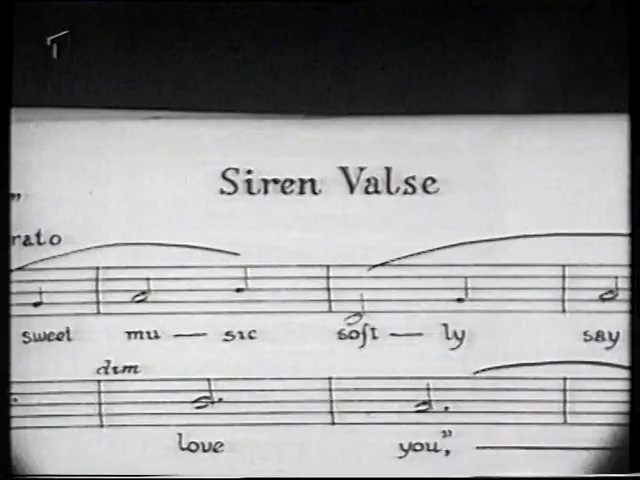 Siren Valse
rato
sweet mu — sic soft — ly say
dim
love you,"